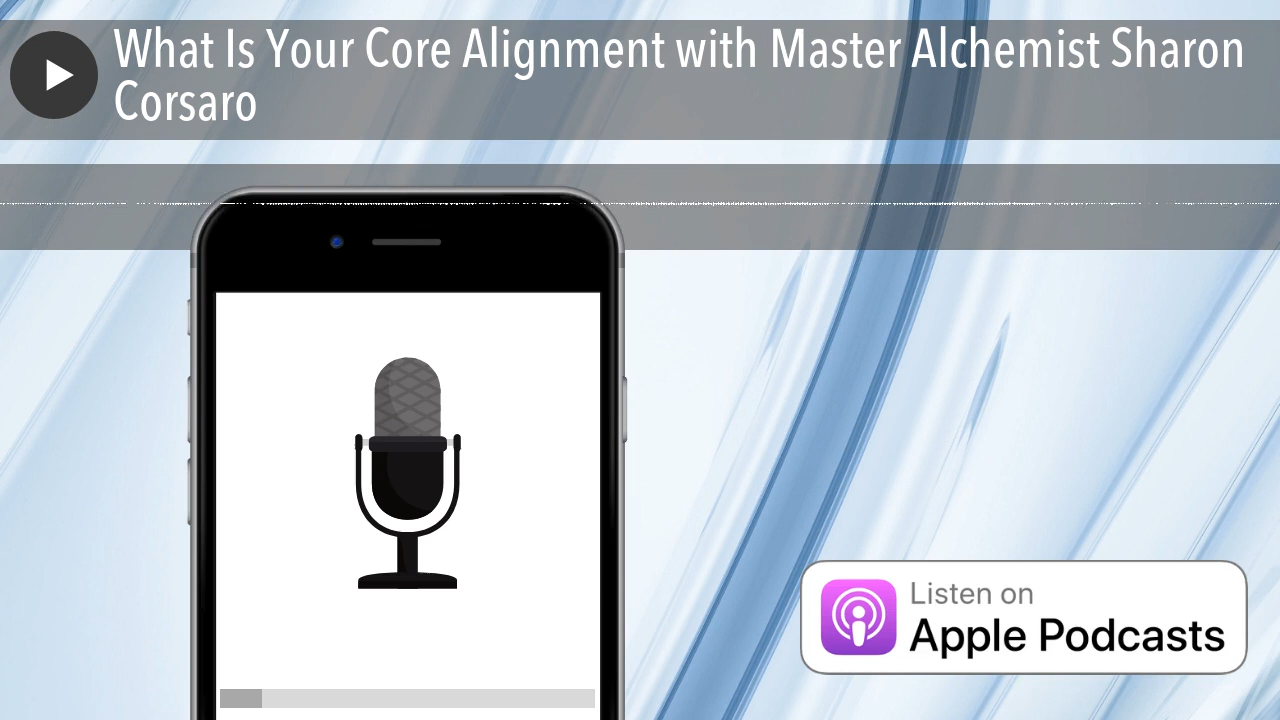 What Is Your Core Alignment with Master Alchemist Sharon
Corsaro
Listen on
Apple Podcasts